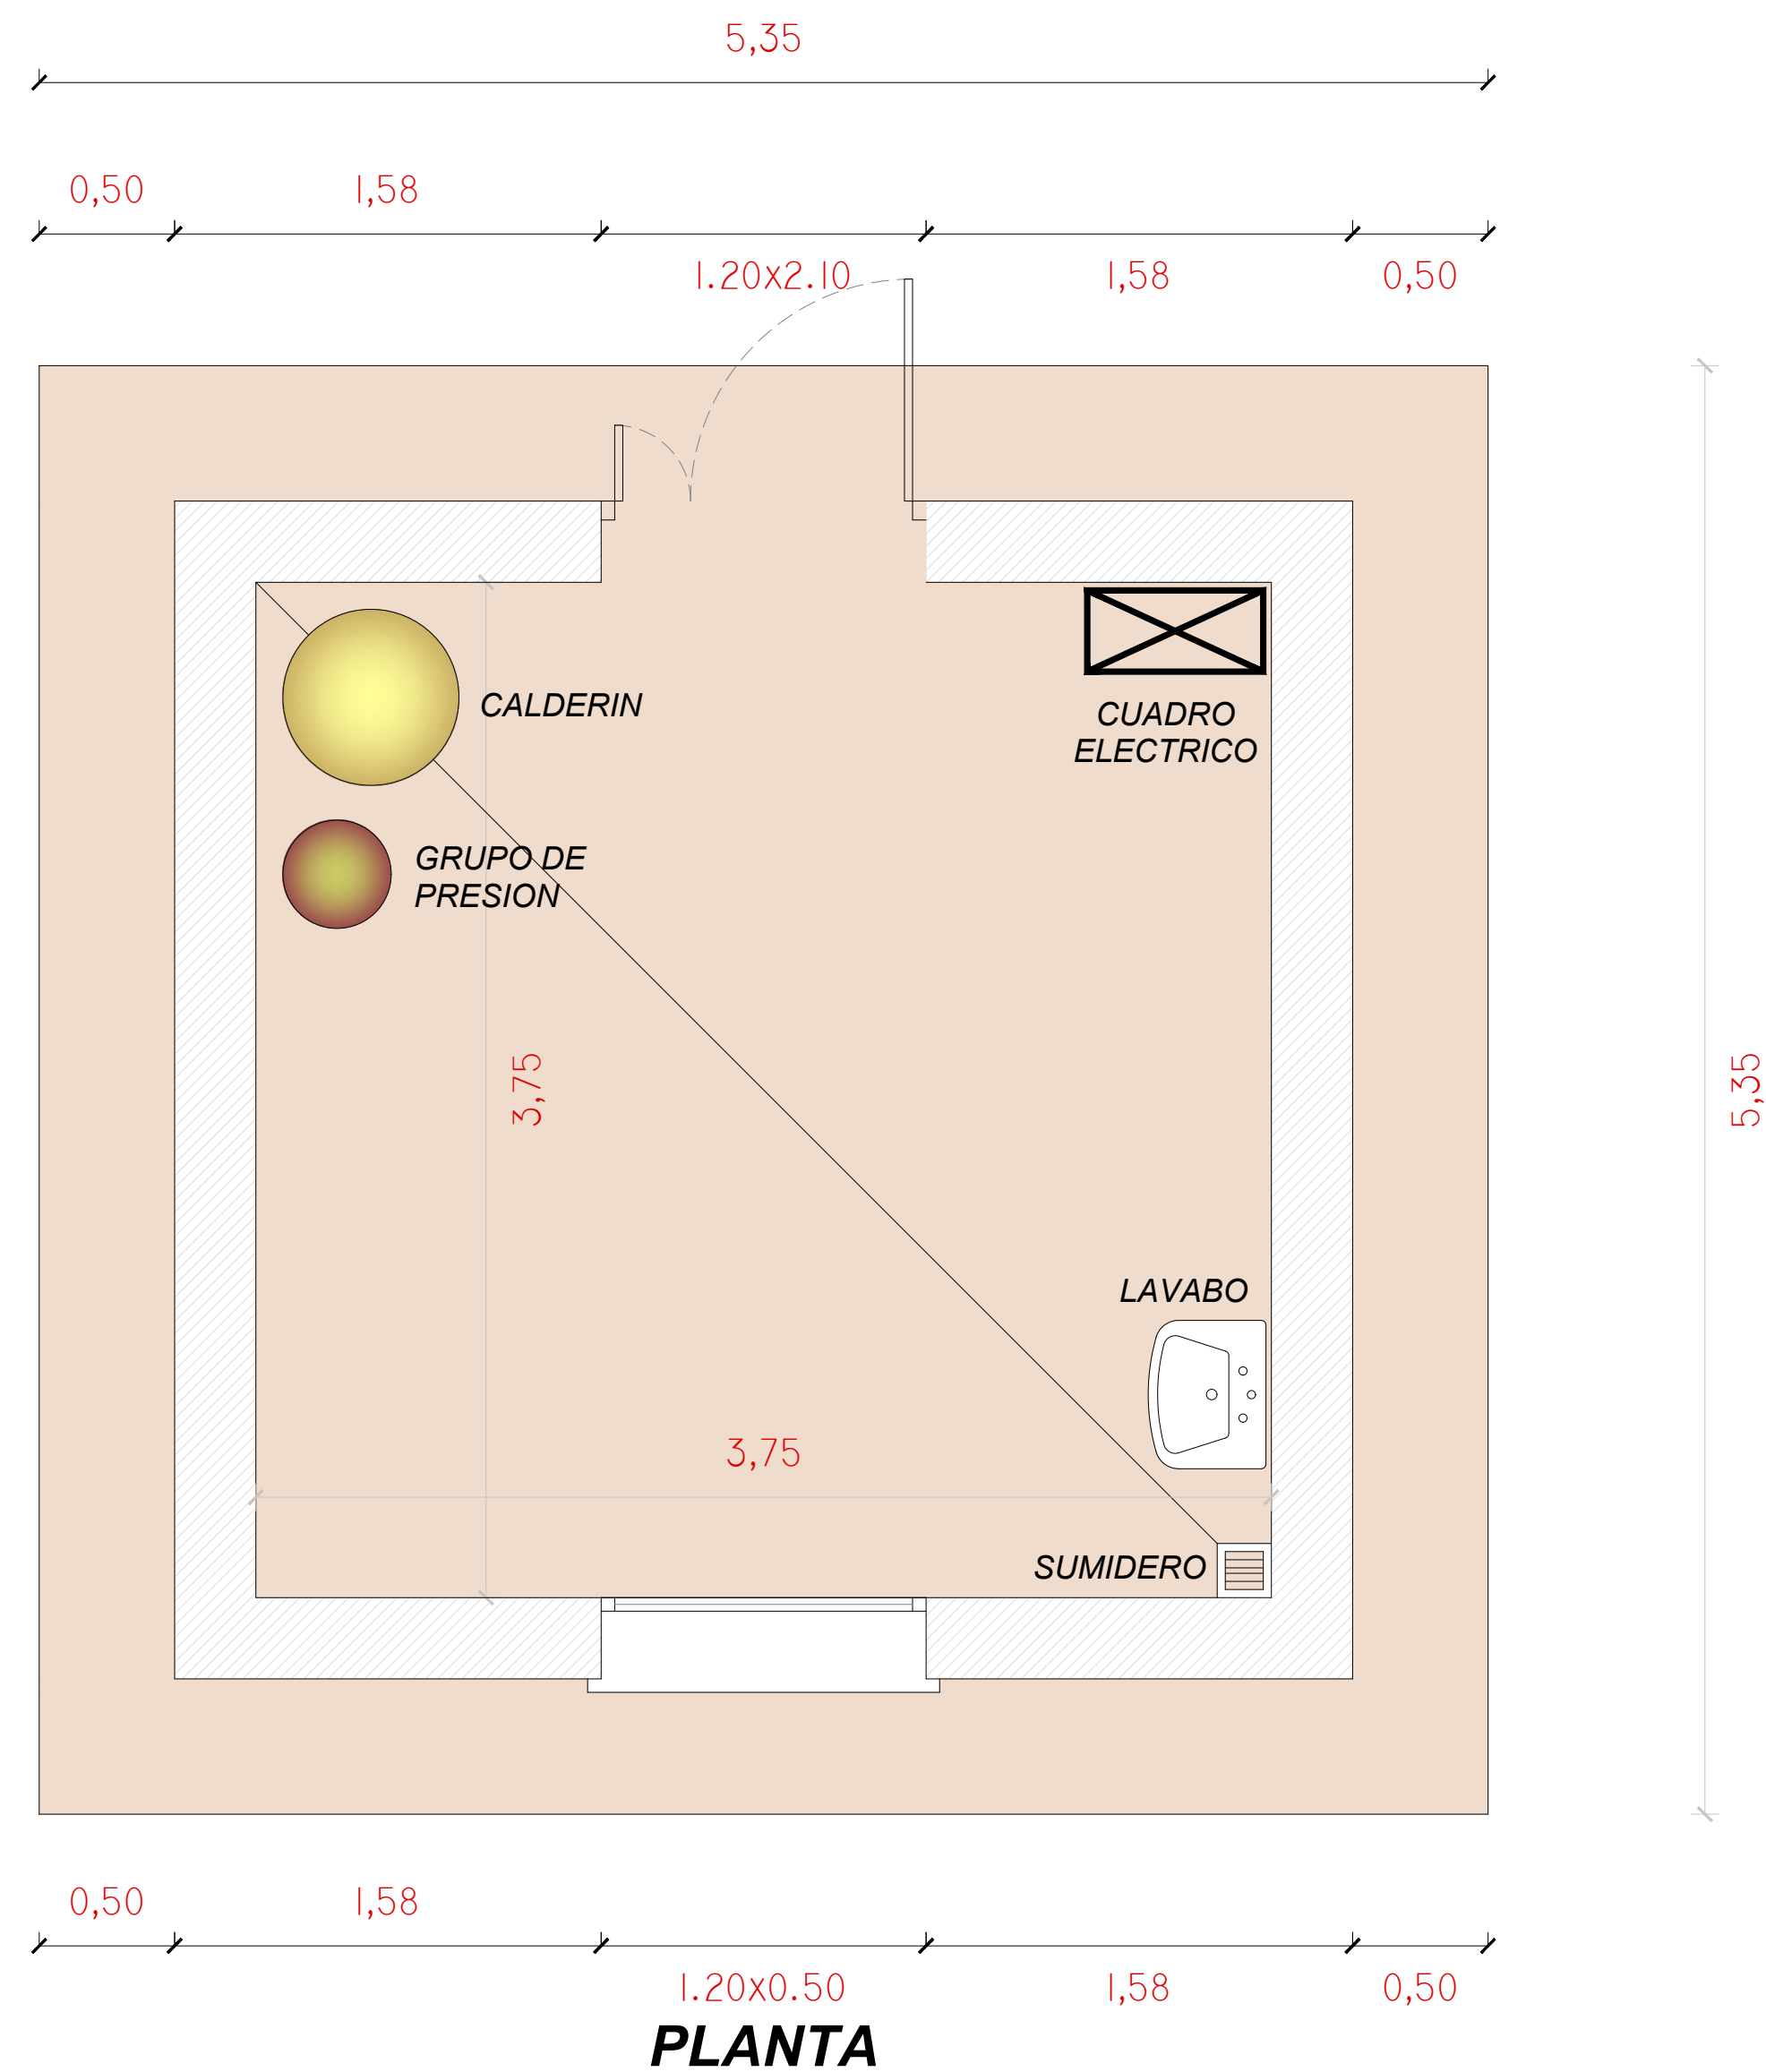 5,35
0,50
1,58
1.20x2.10
1,58
0,50
CALDERIN
CUADRO
ELECTRICO
GRUPO DE
PRESION
3,75
5,35
LAVABO
3,75
SUMIDERO
0,50
1,58
1.20x0.50
1,58
0,50
PLANTA